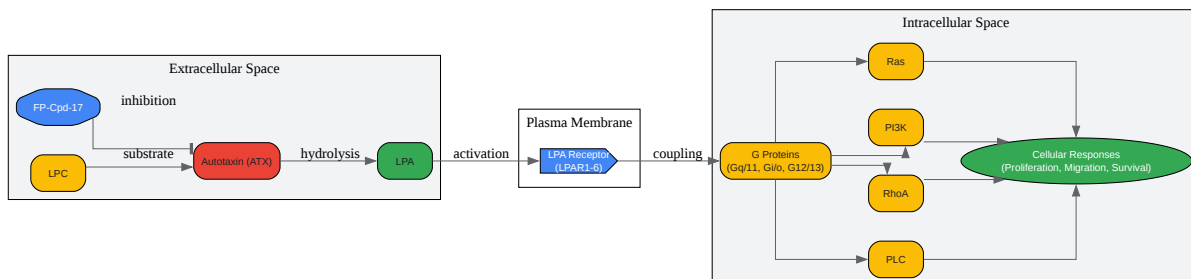 Extracellular Space
FP-Cpd-17
inhibition
LPC
substrate
Autotaxin (ATX)
hydrolysis
LPA
activation
Plasma Membrane
LPA Receptor
(LPAR1-6)
coupling
Intracellular Space
G Proteins
(Gq/11, Gi/o, G12/13)
Ras
PI3K
RhoA
PLC
Cellular Responses
(Proliferation, Migration, Survival)